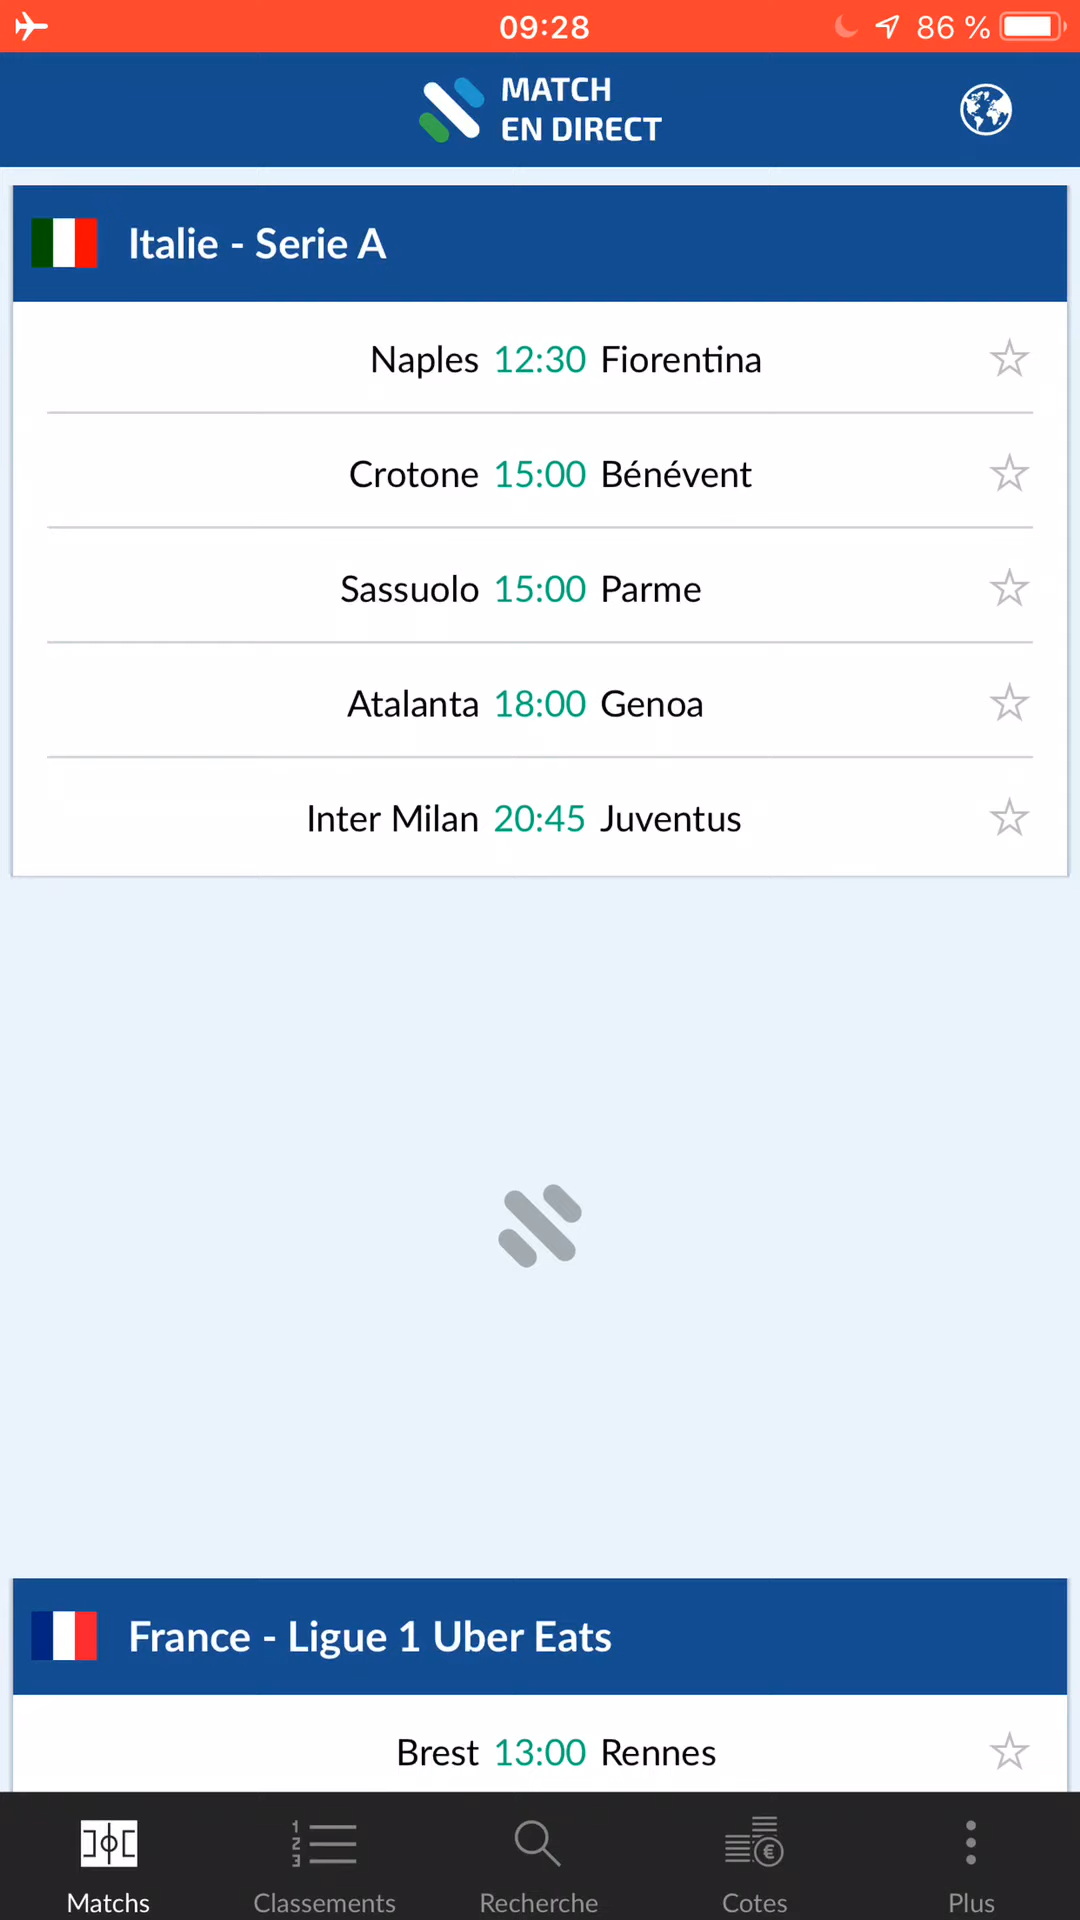 09:28
86 %
MATCH
EN DIRECT
Italie - Serie A
Naples 12:30 Fiorentina
Crotone 15:00 Bénévent
Sassuolo 15:00 Parme
Atalanta 18:00 Genoa
Inter Milan 20:45 Juventus
France - Ligue 1 Uber Eats
Brest 13:00 Rennes
Matchs Classements Recherche Cotes Plus